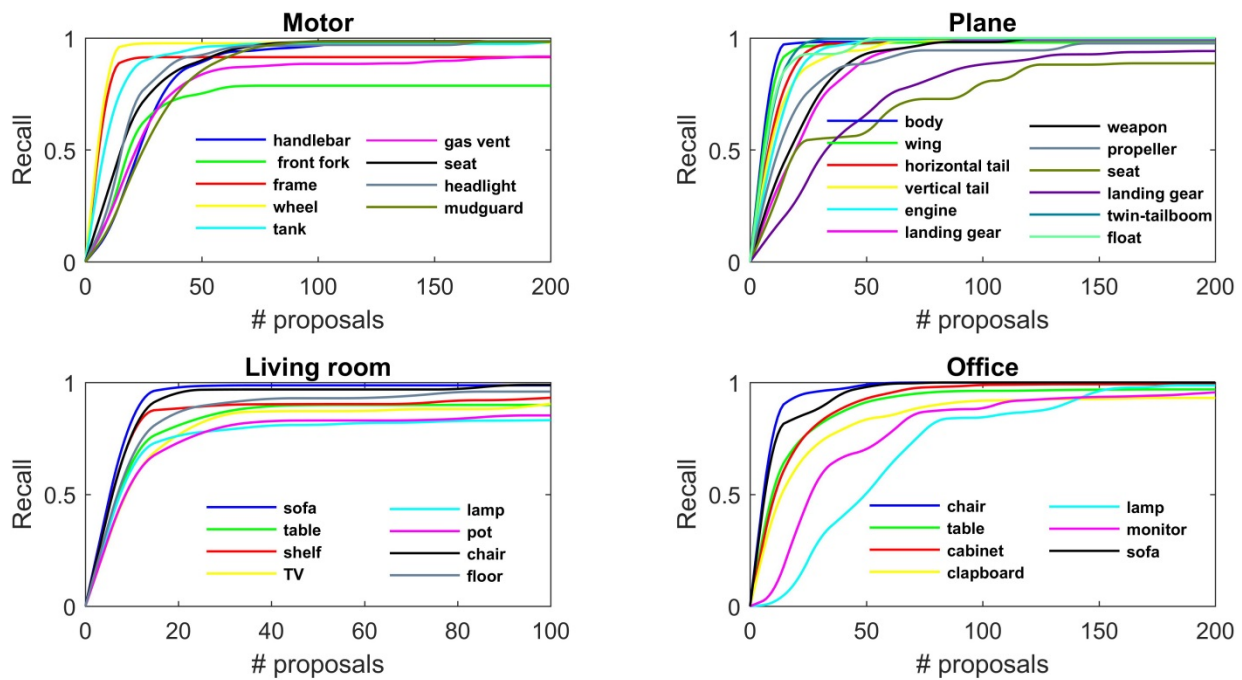 Motor
1
0.5
0
Recall
handlebar
front fork
frame
wheel
tank
gas vent
seat
headlight
mudguard
0 50 100 150 200
# proposals
Plane
1
0.5
0
Recall
body
wing
horizontal tail
vertical tail
engine
landing gear
weapon
propeller
seat
landing gear
twin-tailboom
float
0 50 100 150 200
# proposals
Living room
1
0.5
0
Recall
sofa
table
shelf
TV
lamp
pot
chair
floor
0 20 40 60 80 100
# proposals
Office
1
0.5
0
Recall
chair
table
cabinet
clapboard
lamp
monitor
sofa
0 50 100 150 200
# proposals